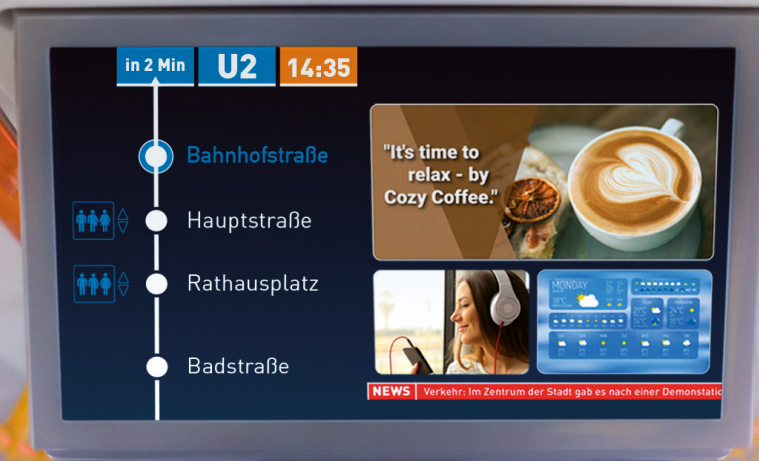 in 2 Min
U2
14:35
Bahnhofstraße
Hauptstraße
Rathausplatz
Badstraße
"It's time to
relax - by
Cozy Coffee."
MONDAY
NEWS
Verkehr: Im Zentrum der Stadt gab es nach einer Demonstatic